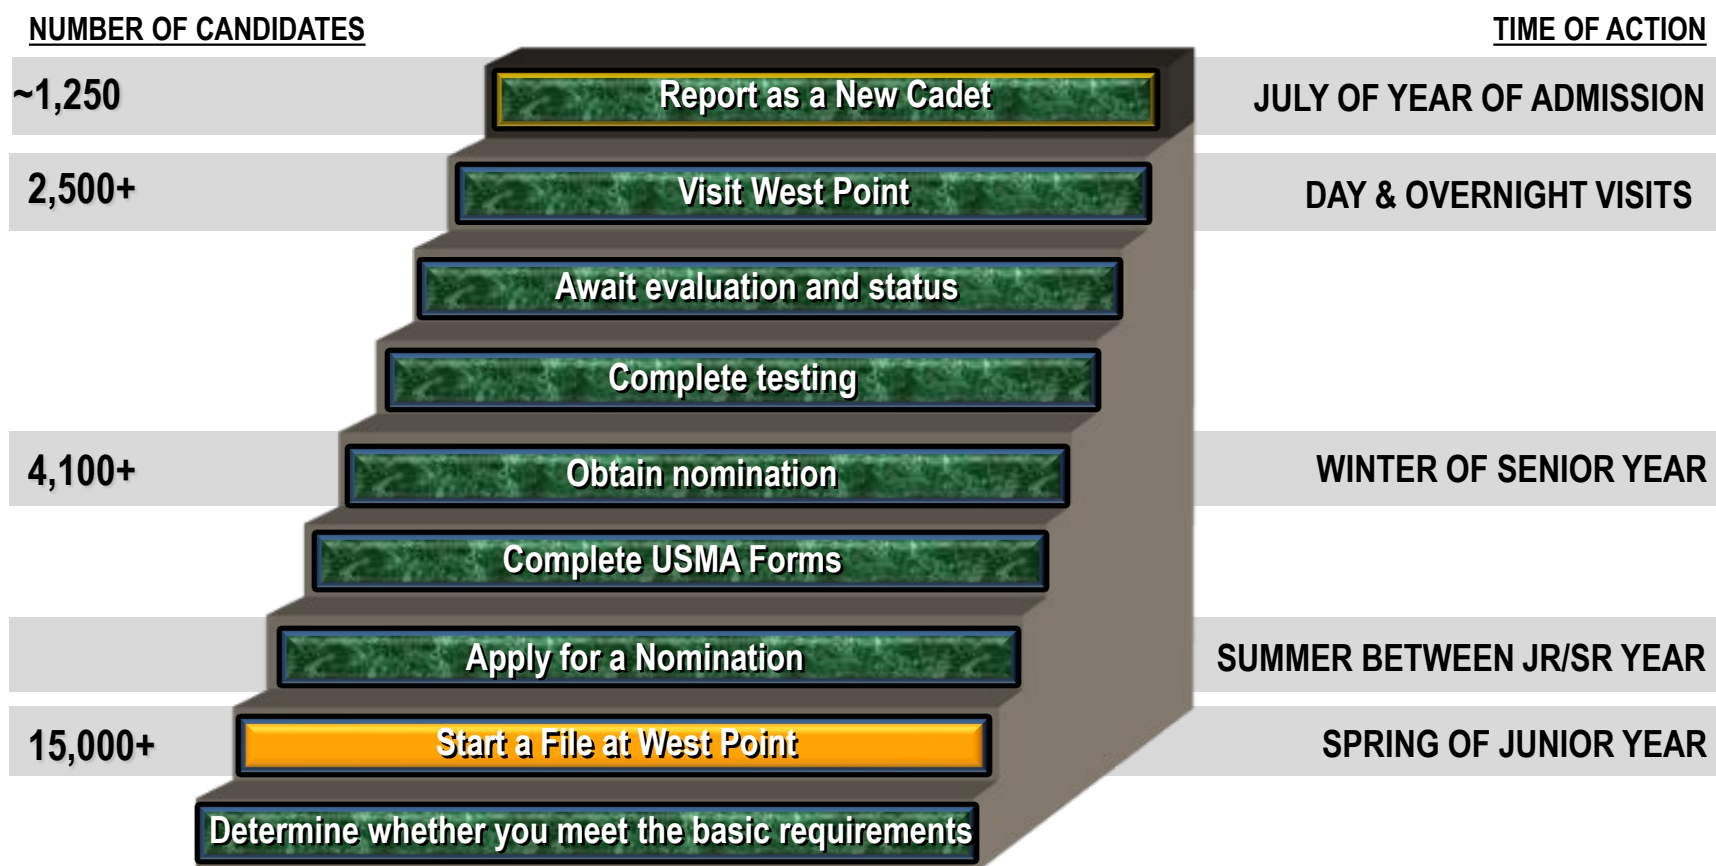 NUMBER OF CANDIDATES
TIME OF ACTION
~1,250
Report as a New Cadet
JULY OF YEAR OF ADMISSION
2,500+
Visit West Point
DAY & OVERNIGHT VISITS
Await evaluation and status
Complete testing
4,100+
Obtain nomination
WINTER OF SENIOR YEAR
Complete USMA Forms
Apply for a Nomination
SUMMER BETWEEN JR/SR YEAR
15,000+
Start a File at West Point
SPRING OF JUNIOR YEAR
Determine whether you meet the basic requirements